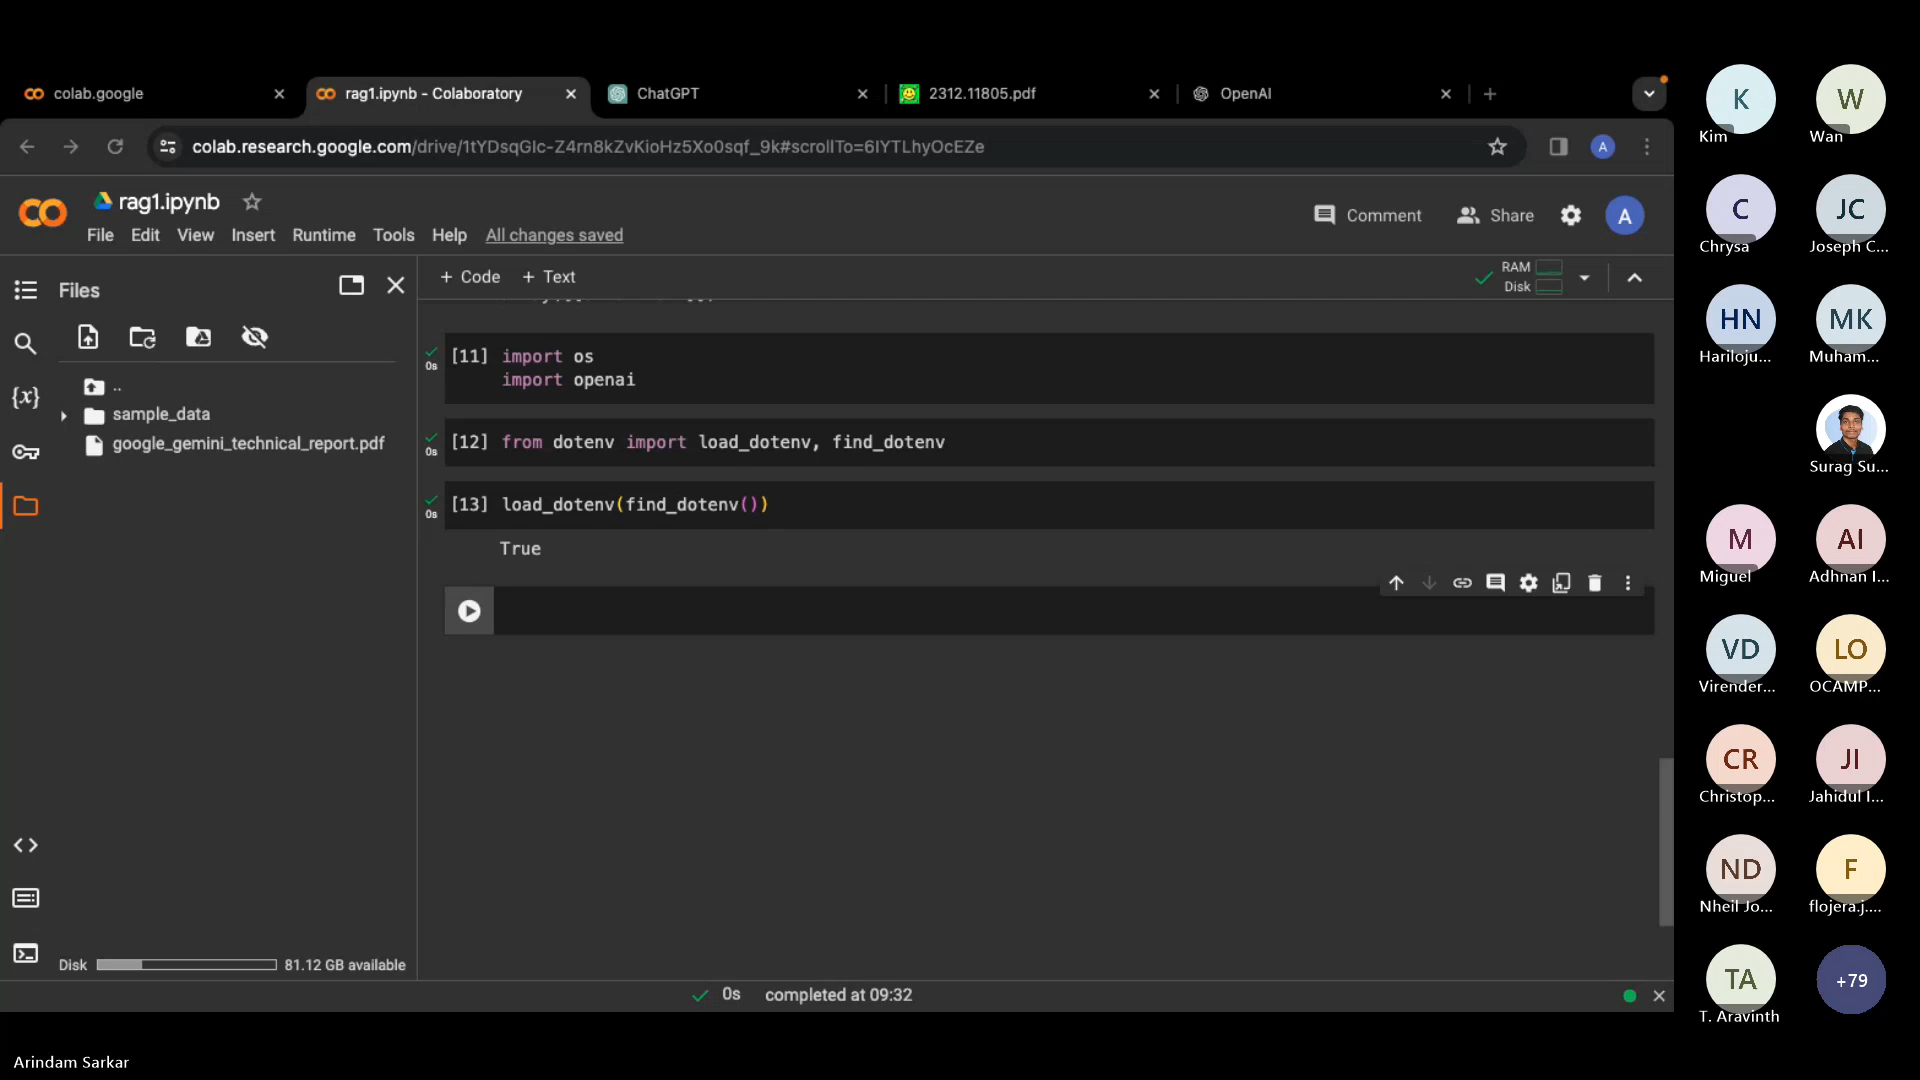 colab.google
rag1.ipynb - Colaboratory
ChatGPT
2312.11805.pdf
OpenAI
colab.research.google.com/drive/1tYDsqGIc-Z4rn8kZvKioHz5Xo0sqf_9k#scrollTo=6IYTLhyOcEZe
A
rag1.ipynb
File Edit View Insert Runtime Tools Help All changes saved
Comment
Share
A
Files
+ Code + Text
RAM
Disk
..
sample_data
google_gemini_technical_report.pdf
{x}
0s
[11] import os
import openai
0s
[12] from dotenv import load_dotenv, find_dotenv
0s
[13] load_dotenv(find_dotenv())
True
Disk
81.12 GB available
0s completed at 09:32
K
Kim
W
Wan
C
Chrysa
JC
Joseph C...
HN
Hariloju...
MK
Muham...
Surag Su...
M
Miguel
AI
Adhnan I...
VD
Virender...
LO
OCAMP...
CR
Christop...
JI
Jahidul I...
ND
Nheil Jo...
F
flojera.j....
TA
T. Aravinth
+79
Arindam Sarkar